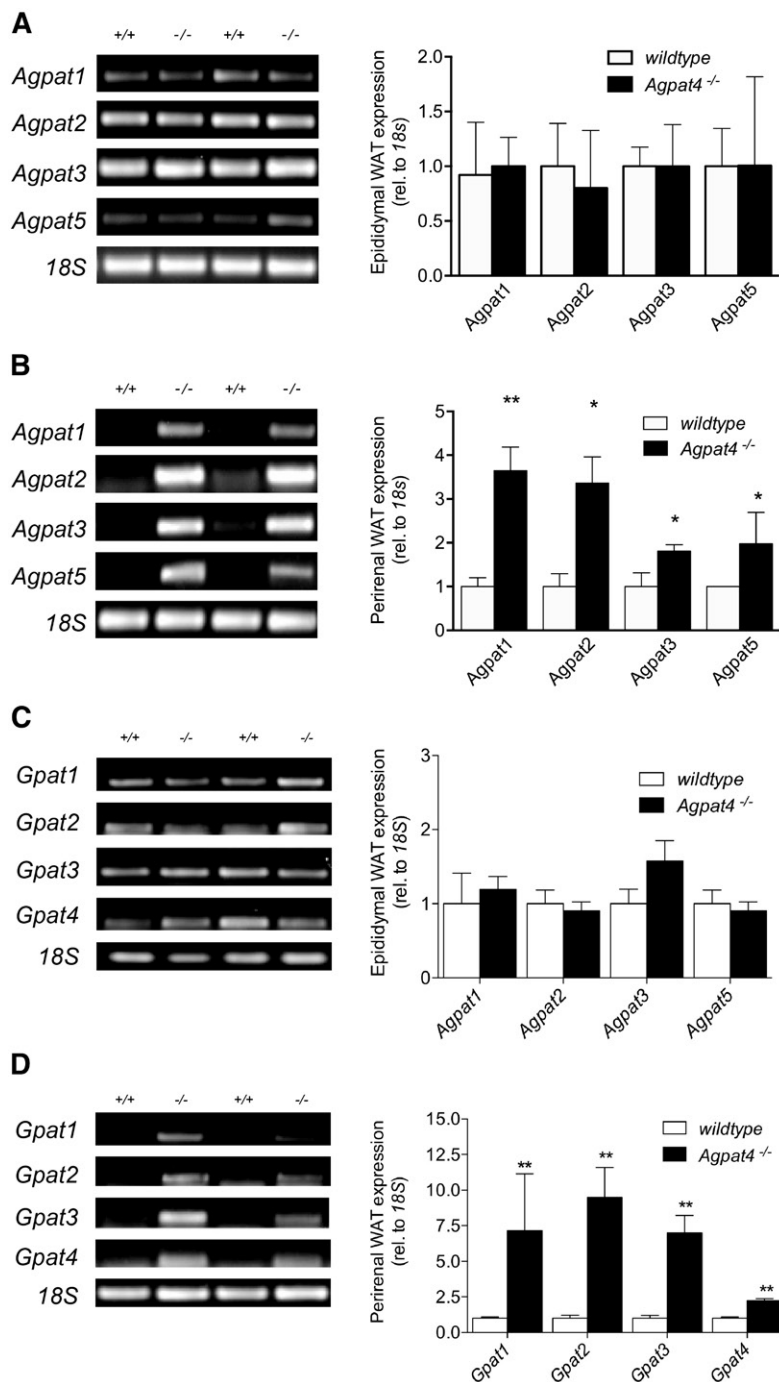 A
+/+ -/- +/+ -/-
Agpat1
Agpat2
Agpat3
Agpat5
18S
Epididymal WAT expression
(rel. to 18s)
2.0
1.5
1.0
0.5
0.0
wildtype
Agpat4 -/-
Agpat1 Agpat2 Agpat3 Agpat5
B
+/+ -/- +/+ -/-
Agpat1
Agpat2
Agpat3
Agpat5
18S
Perirenal WAT expression
(rel. to 18s)
5
4
3
2
1
0
** * * *
wildtype
Agpat4 -/-
Agpat1 Agpat2 Agpat3 Agpat5
C
+/+ -/- +/+ -/-
Gpat1
Gpat2
Gpat3
Gpat4
18S
Epididymal WAT expression
(rel. to 18S)
3
2
1
0
wildtype
Agpat4 -/-
Agpat1 Agpat2 Agpat3 Agpat5
D
+/+ -/- +/+ -/-
Gpat1
Gpat2
Gpat3
Gpat4
18S
Perirenal WAT expression
(rel. to 18S)
15.0
12.5
10.0
7.5
5.0
2.5
0.0
** ** ** **
wildtype
Agpat4 -/-
Gpat1 Gpat2 Gpat3 Gpat4